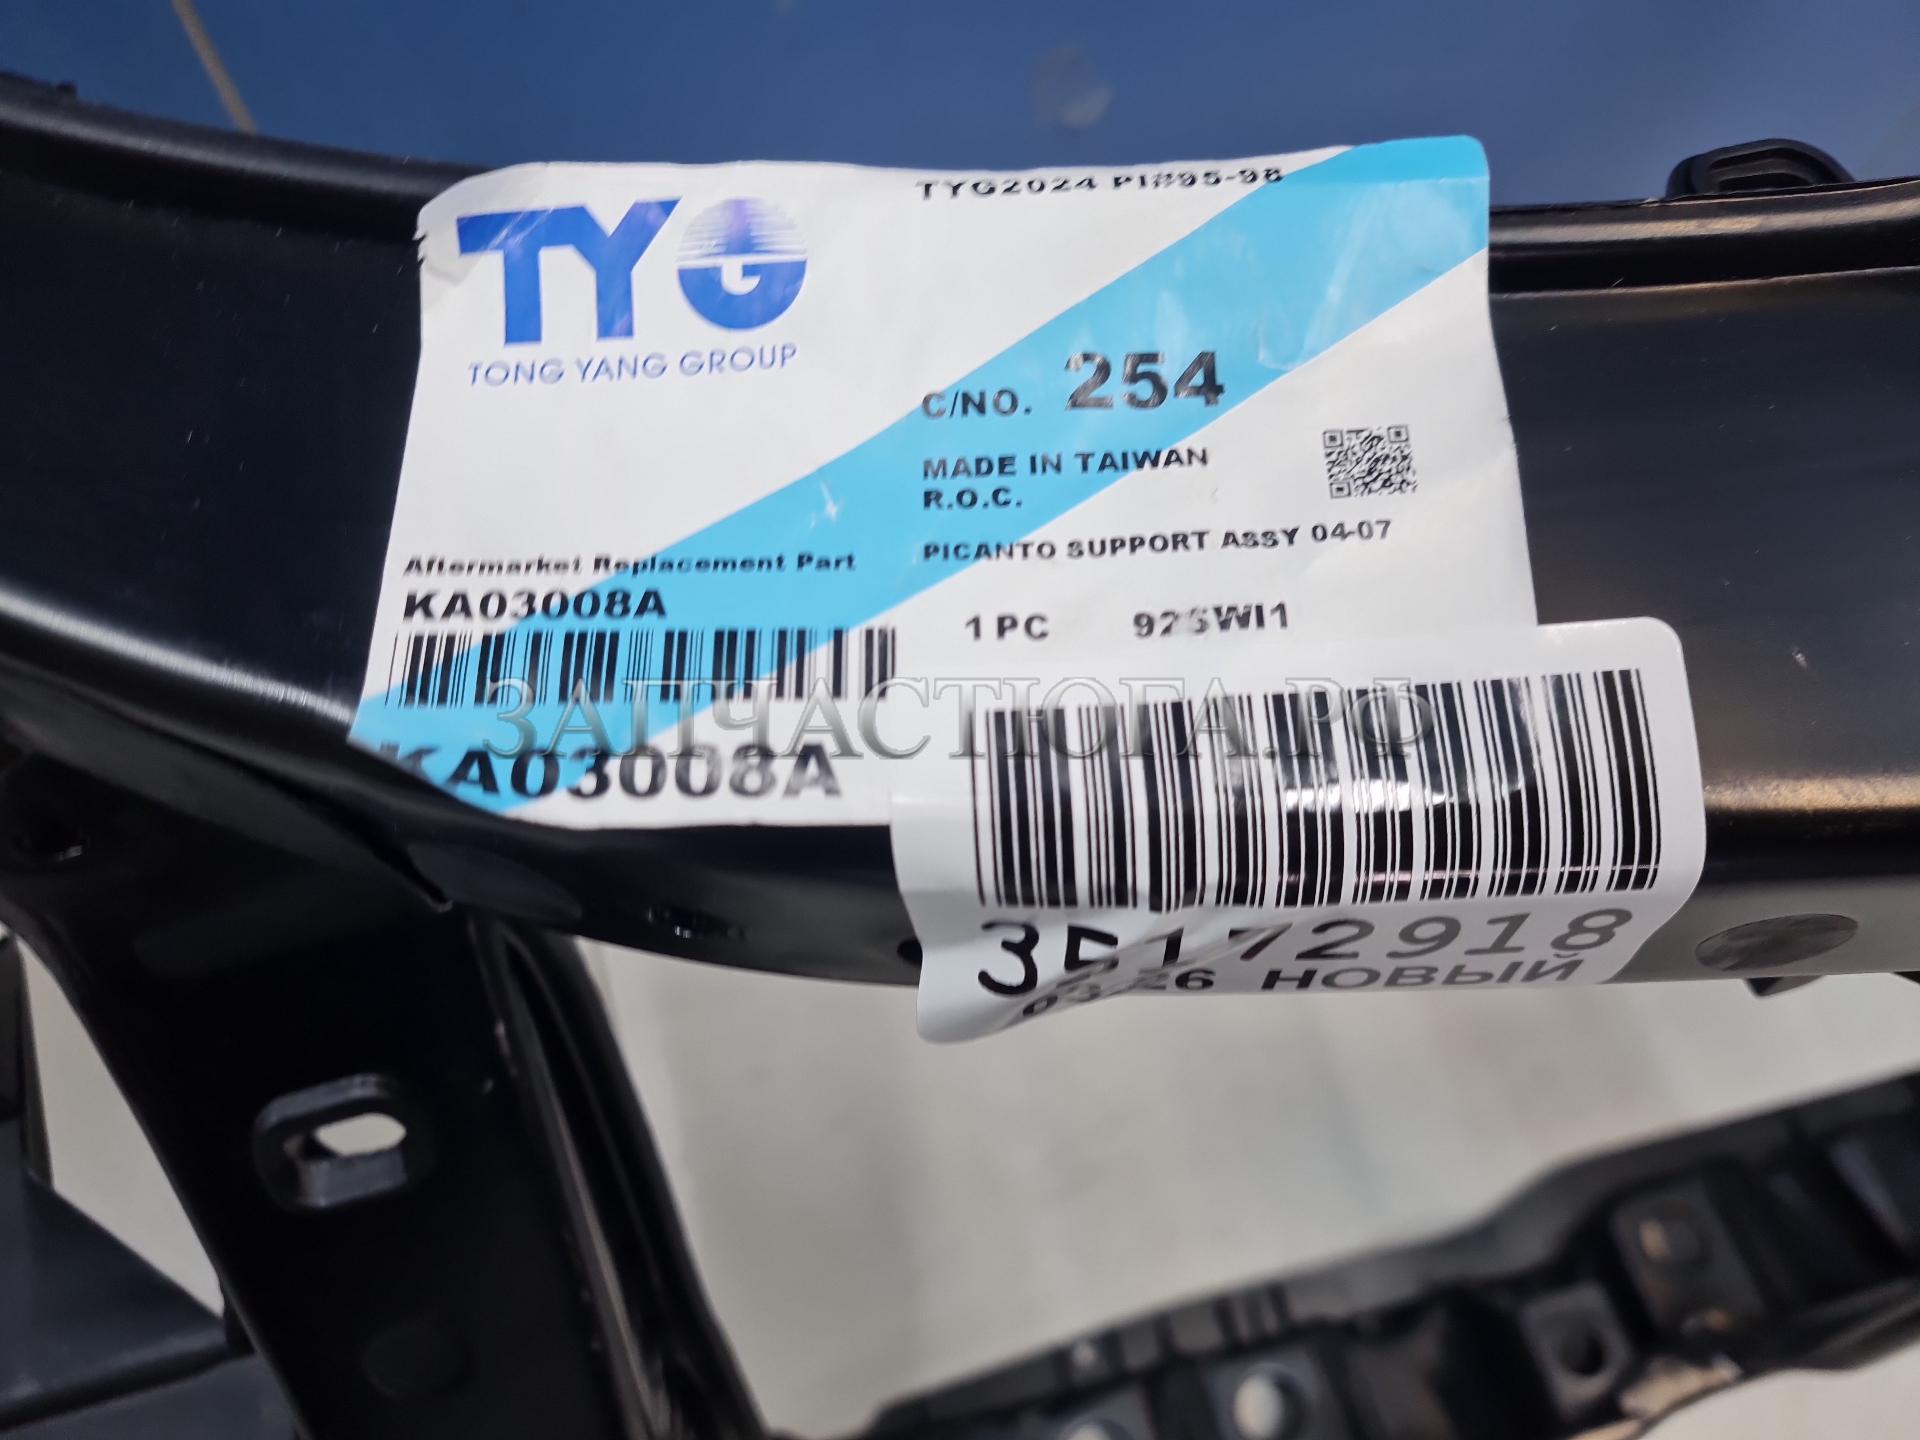 TYG2024 PI#95-98
TYG
TONG YANG GROUP
C/NO. 254
MADE IN TAIWAN
R.O.C.
PICANTO SUPPORT ASSY 04-07
Aftermarket Replacement Part
KA03008A
1 PC
KA03008A
ЗАПЧАСТЮГА.РФ
35172918
НОВЫЙ